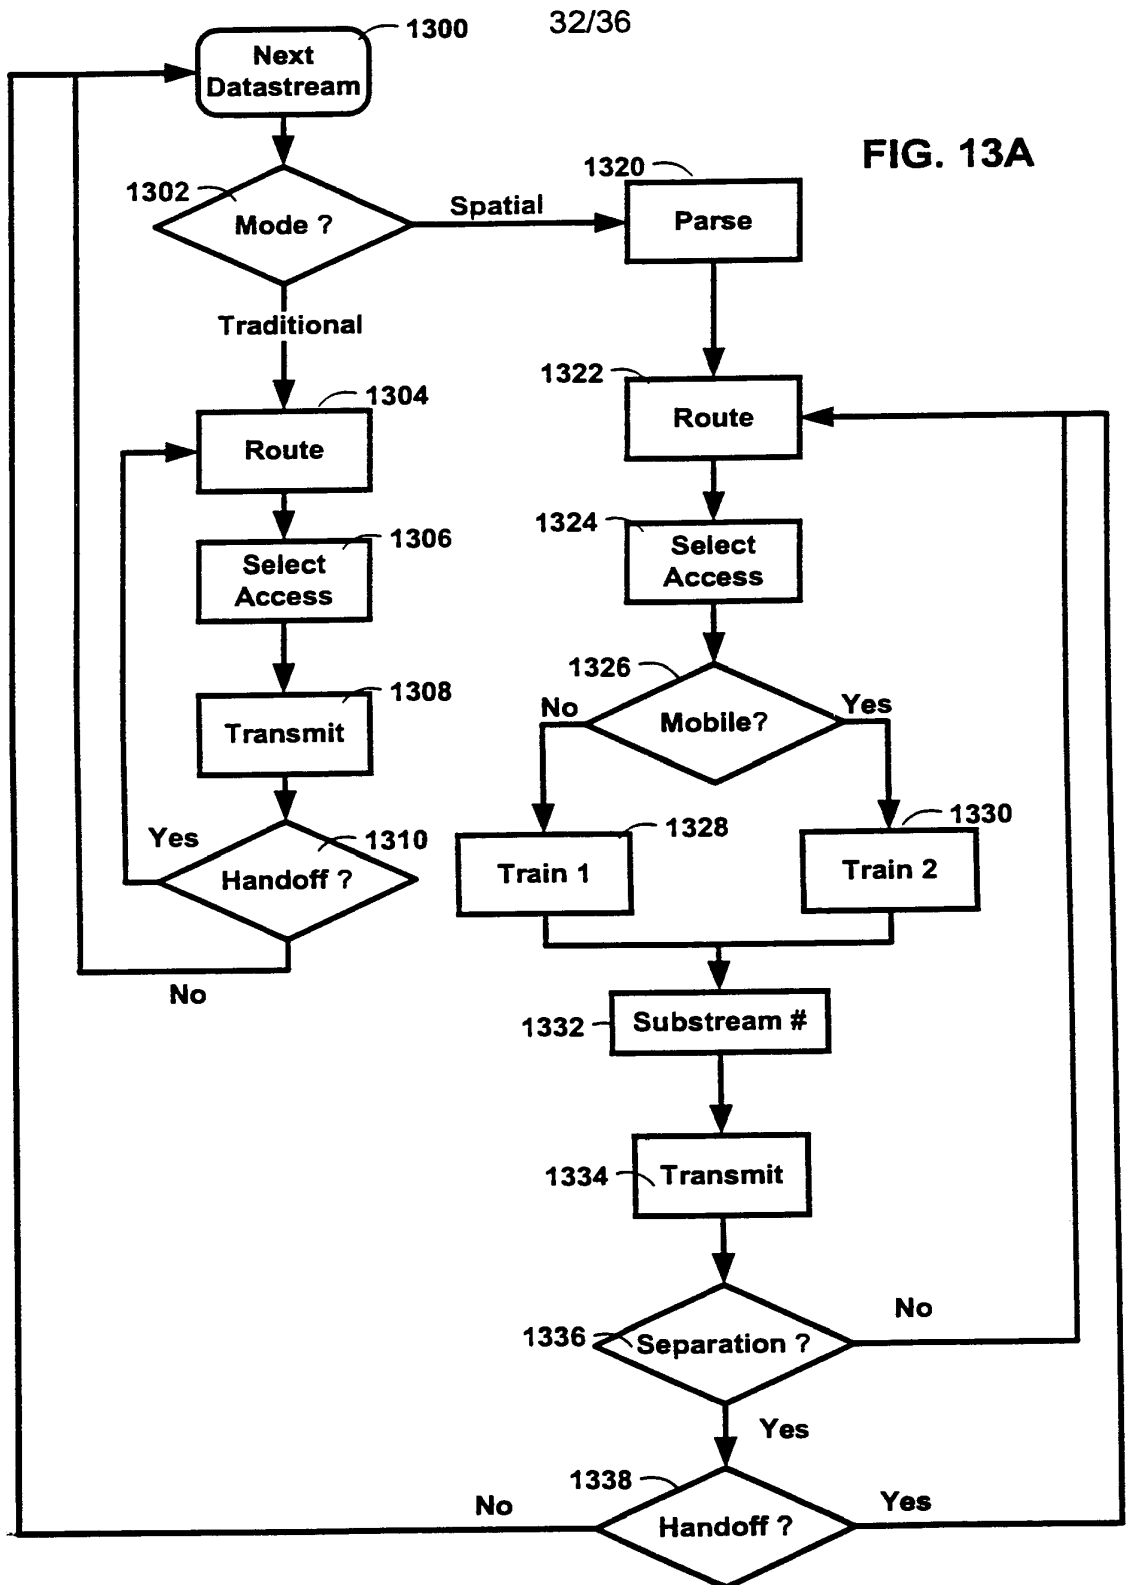 32/36
1300
Next
Datastream
FIG. 13A
1302
Mode ?
Spatial
1320
Parse
Traditional
1304
Route
1322
Route
1306
Select
Access
1324
Select
Access
1308
Transmit
1326
Mobile?
No
Yes
Yes
1310
Handoff ?
No
1328
Train 1
1330
Train 2
1332
Substream #
1334
Transmit
1336
Separation ?
No
Yes
1338
Handoff ?
No
Yes